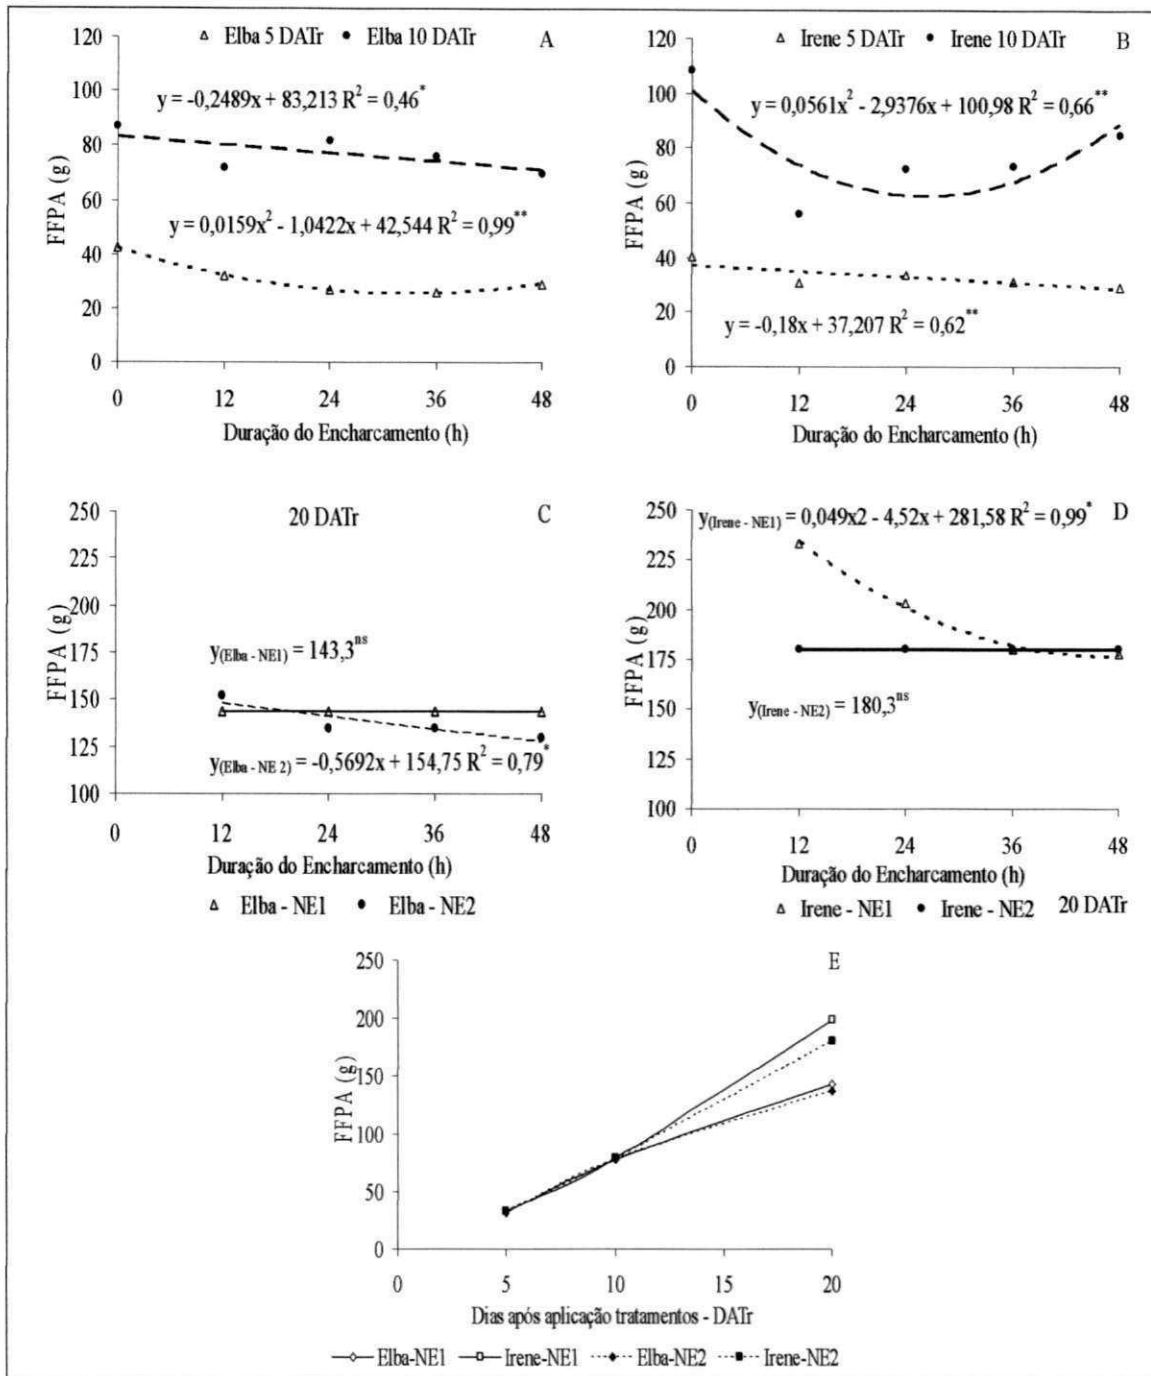 △ Elba 5 DATr ● Elba 10 DATr A
120
100
80
60
40
20
0
FFPA (g)
y = -0,2489x + 83,213 R² = 0,46*
y = 0,0159x² - 1,0422x + 42,544 R² = 0,99**
0 12 24 36 48
Duração do Encharcamento (h)
△ Irene 5 DATr ● Irene 10 DATr B
120
100
80
60
40
20
0
FFPA (g)
y = 0,0561x² - 2,9376x + 100,98 R² = 0,66**
y = -0,18x + 37,207 R² = 0,62**
0 12 24 36 48
Duração do Encharcamento (h)
20 DATr C
250
225
200
175
150
125
100
FFPA (g)
y(Elba - NE1) = 143,3ns
y(Elba - NE 2) = -0,5692x + 154,75 R² = 0,79*
0 12 24 36 48
Duração do Encharcamento (h)
△ Elba - NE1 ● Elba - NE2
y(Irene - NE1) = 0,049x2 - 4,52x + 281,58 R² = 0,99* D
250
225
200
175
150
125
100
FFPA (g)
y(Irene - NE2) = 180,3ns
0 12 24 36 48
Duração do Encharcamento (h)
△ Irene - NE1 ● Irene - NE2 20 DATr
E
250
200
150
100
50
0
FFPA (g)
0 5 10 15 20
Dias após aplicação tratamentos - DATr
Elba-NE1 Irene-NE1 Elba-NE2 Irene-NE2